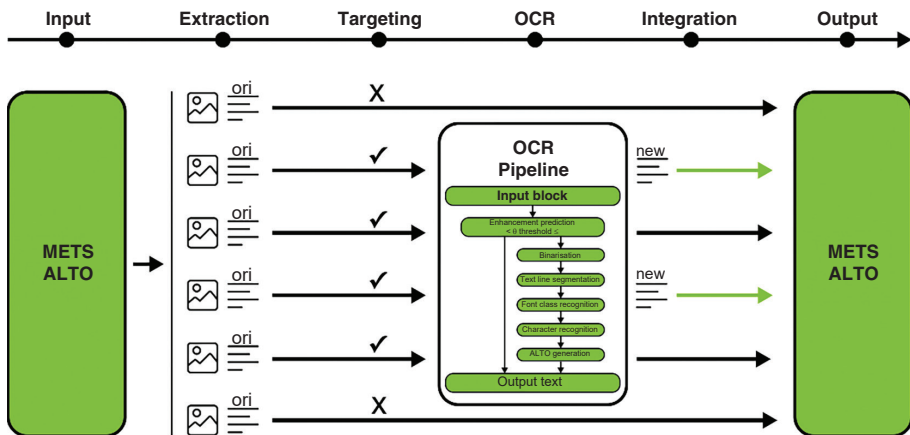 Input Extraction Targeting OCR Integration Output
ori X
ori ✓ new
ori ✓
ori ✓ new
ori ✓
ori X
METS
ALTO
OCR
Pipeline
Input block
Enhancement prediction
< θ threshold ≤
Binarisation
Text line segmentation
Font class recognition
Character recognition
ALTO generation
Output text
METS
ALTO